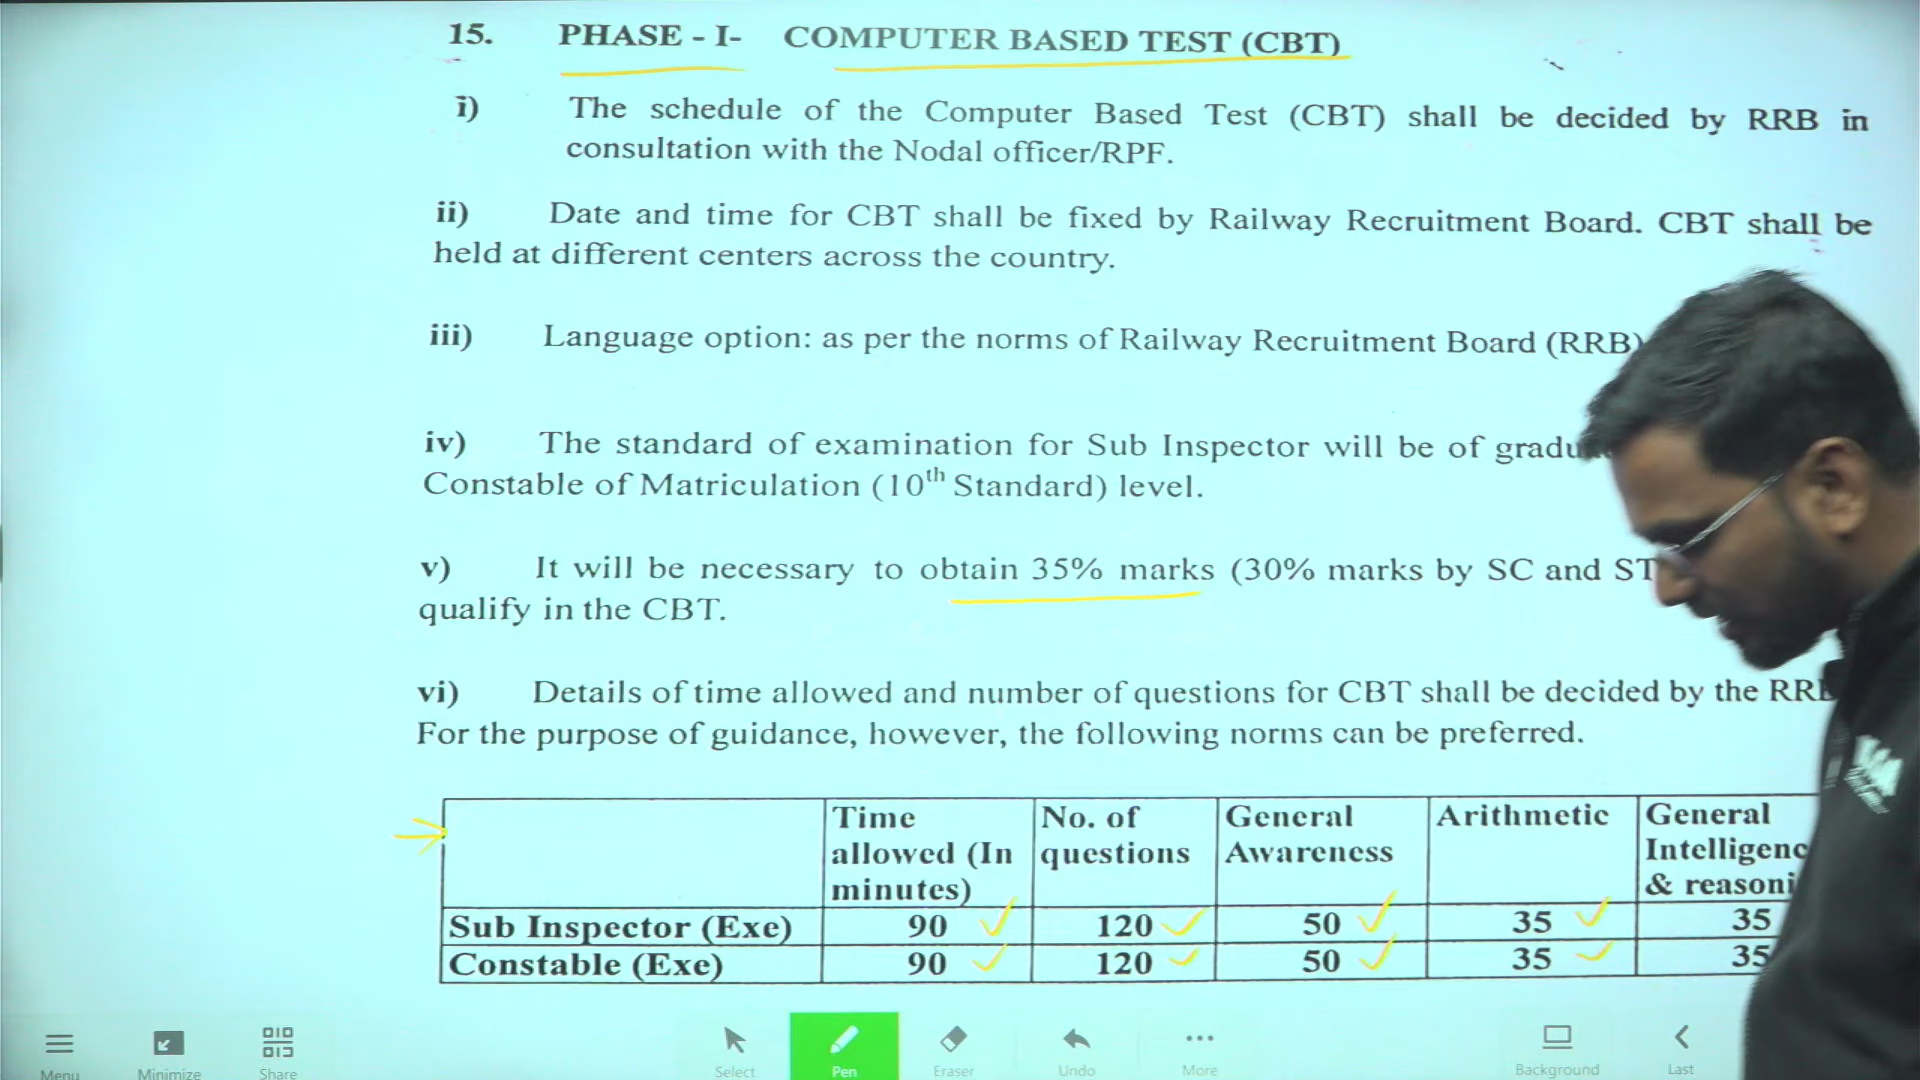 15. PHASE - I- COMPUTER BASED TEST (CBT)
i) The schedule of the Computer Based Test (CBT) shall be decided by RRB in
consultation with the Nodal officer/RPF.
ii) Date and time for CBT shall be fixed by Railway Recruitment Board. CBT shall be
held at different centers across the country.
iii) Language option: as per the norms of Railway Recruitment Board (RRB)
iv) The standard of examination for Sub Inspector will be of
Constable of Matriculation (10th Standard) level.
v) It will be necessary to obtain 35% marks (30% marks by SC and ST
qualify in the CBT.
vi) Details of time allowed and number of questions for CBT shall be decided by the
For the purpose of guidance, however, the following norms can be preferred.
Time No. of General Arithmetic General
allowed (In questions Awareness
minutes) &
Sub Inspector (Exe) 90 120 50 35 35
Constable (Exe) 90 120 50 35 35
Menu Minimize Share Select Pen Eraser Undo More Background Last